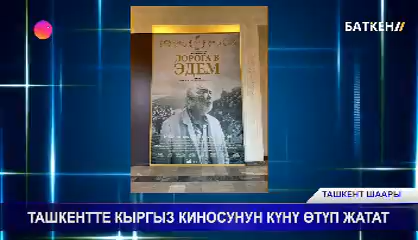 БАТКЕН
ДОРОГА В
ЭДЕМ
ТАШКЕНТ ШААРЫ
ТАШКЕНТТЕ КЫРГЫЗ КИНОСУНУН КҮНҮ ӨТҮП ЖАТАТ